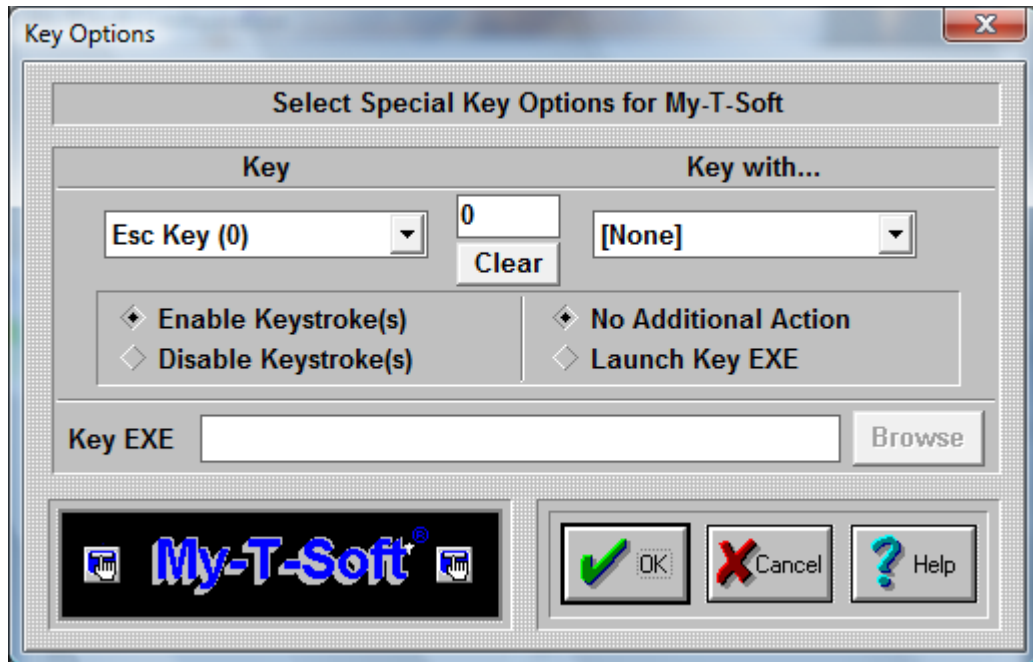 Key Options
Select Special Key Options for My-T-Soft
Key Key with...
Esc Key (0) 0 [None]
Clear
Enable Keystroke(s) No Additional Action
Disable Keystroke(s) Launch Key EXE
Key EXE Browse
My-T-Soft® OK Cancel Help